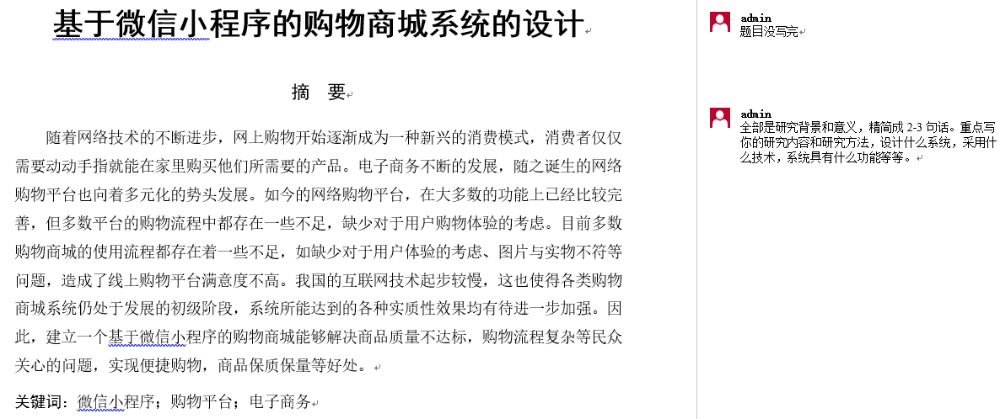 基于微信小程序的购物商城系统的设计
摘 要
随着网络技术的不断进步，网上购物开始逐渐成为一种新兴的消费模式，消费者仅仅
需要动动手指就能在家里购买他们所需要的产品。电子商务不断的发展，随之诞生的网络
购物平台也向着多元化的势头发展。如今的网络购物平台，在大多数的功能上已经比较完
善，但多数平台的购物流程中都存在一些不足，缺少对于用户购物体验的考虑。目前多数
购物商城的使用流程都存在着一些不足，如缺少对于用户体验的考虑、图片与实物不符等
问题，造成了线上购物平台满意度不高。我国的互联网技术起步较慢，这也使得各类购物
商城系统仍处于发展的初级阶段，系统所能达到的各种实质性效果均有待进一步加强。因
此，建立一个基于微信小程序的购物商城能够解决商品质量不达标，购物流程复杂等民众
关心的问题，实现便捷购物，商品保质保量等好处。
关键词：微信小程序；购物平台；电子商务
admin
题目没写完
admin
全部是研究背景和意义，精简成 2-3 句话。重点写
你的研究内容和研究方法，设计什么系统，采用什
么技术，系统具有什么功能等等。